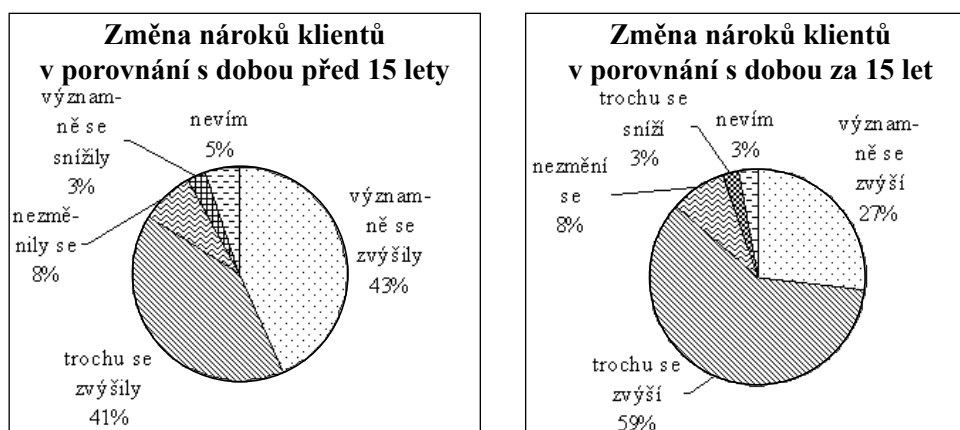 Změna nároků klientů
v porovnání s dobou před 15 lety
význam-
ně se
snížily
3%
nevím
5%
nezmě-
nily se
8%
význam-
ně se
zvýšily
43%
trochu se
zvýšily
41%
Změna nároků klientů
v porovnání s dobou za 15 let
trochu se
sníží
3%
nevím
3%
význam-
ně se
zvýší
27%
nezmění
se
8%
trochu se
zvýší
59%